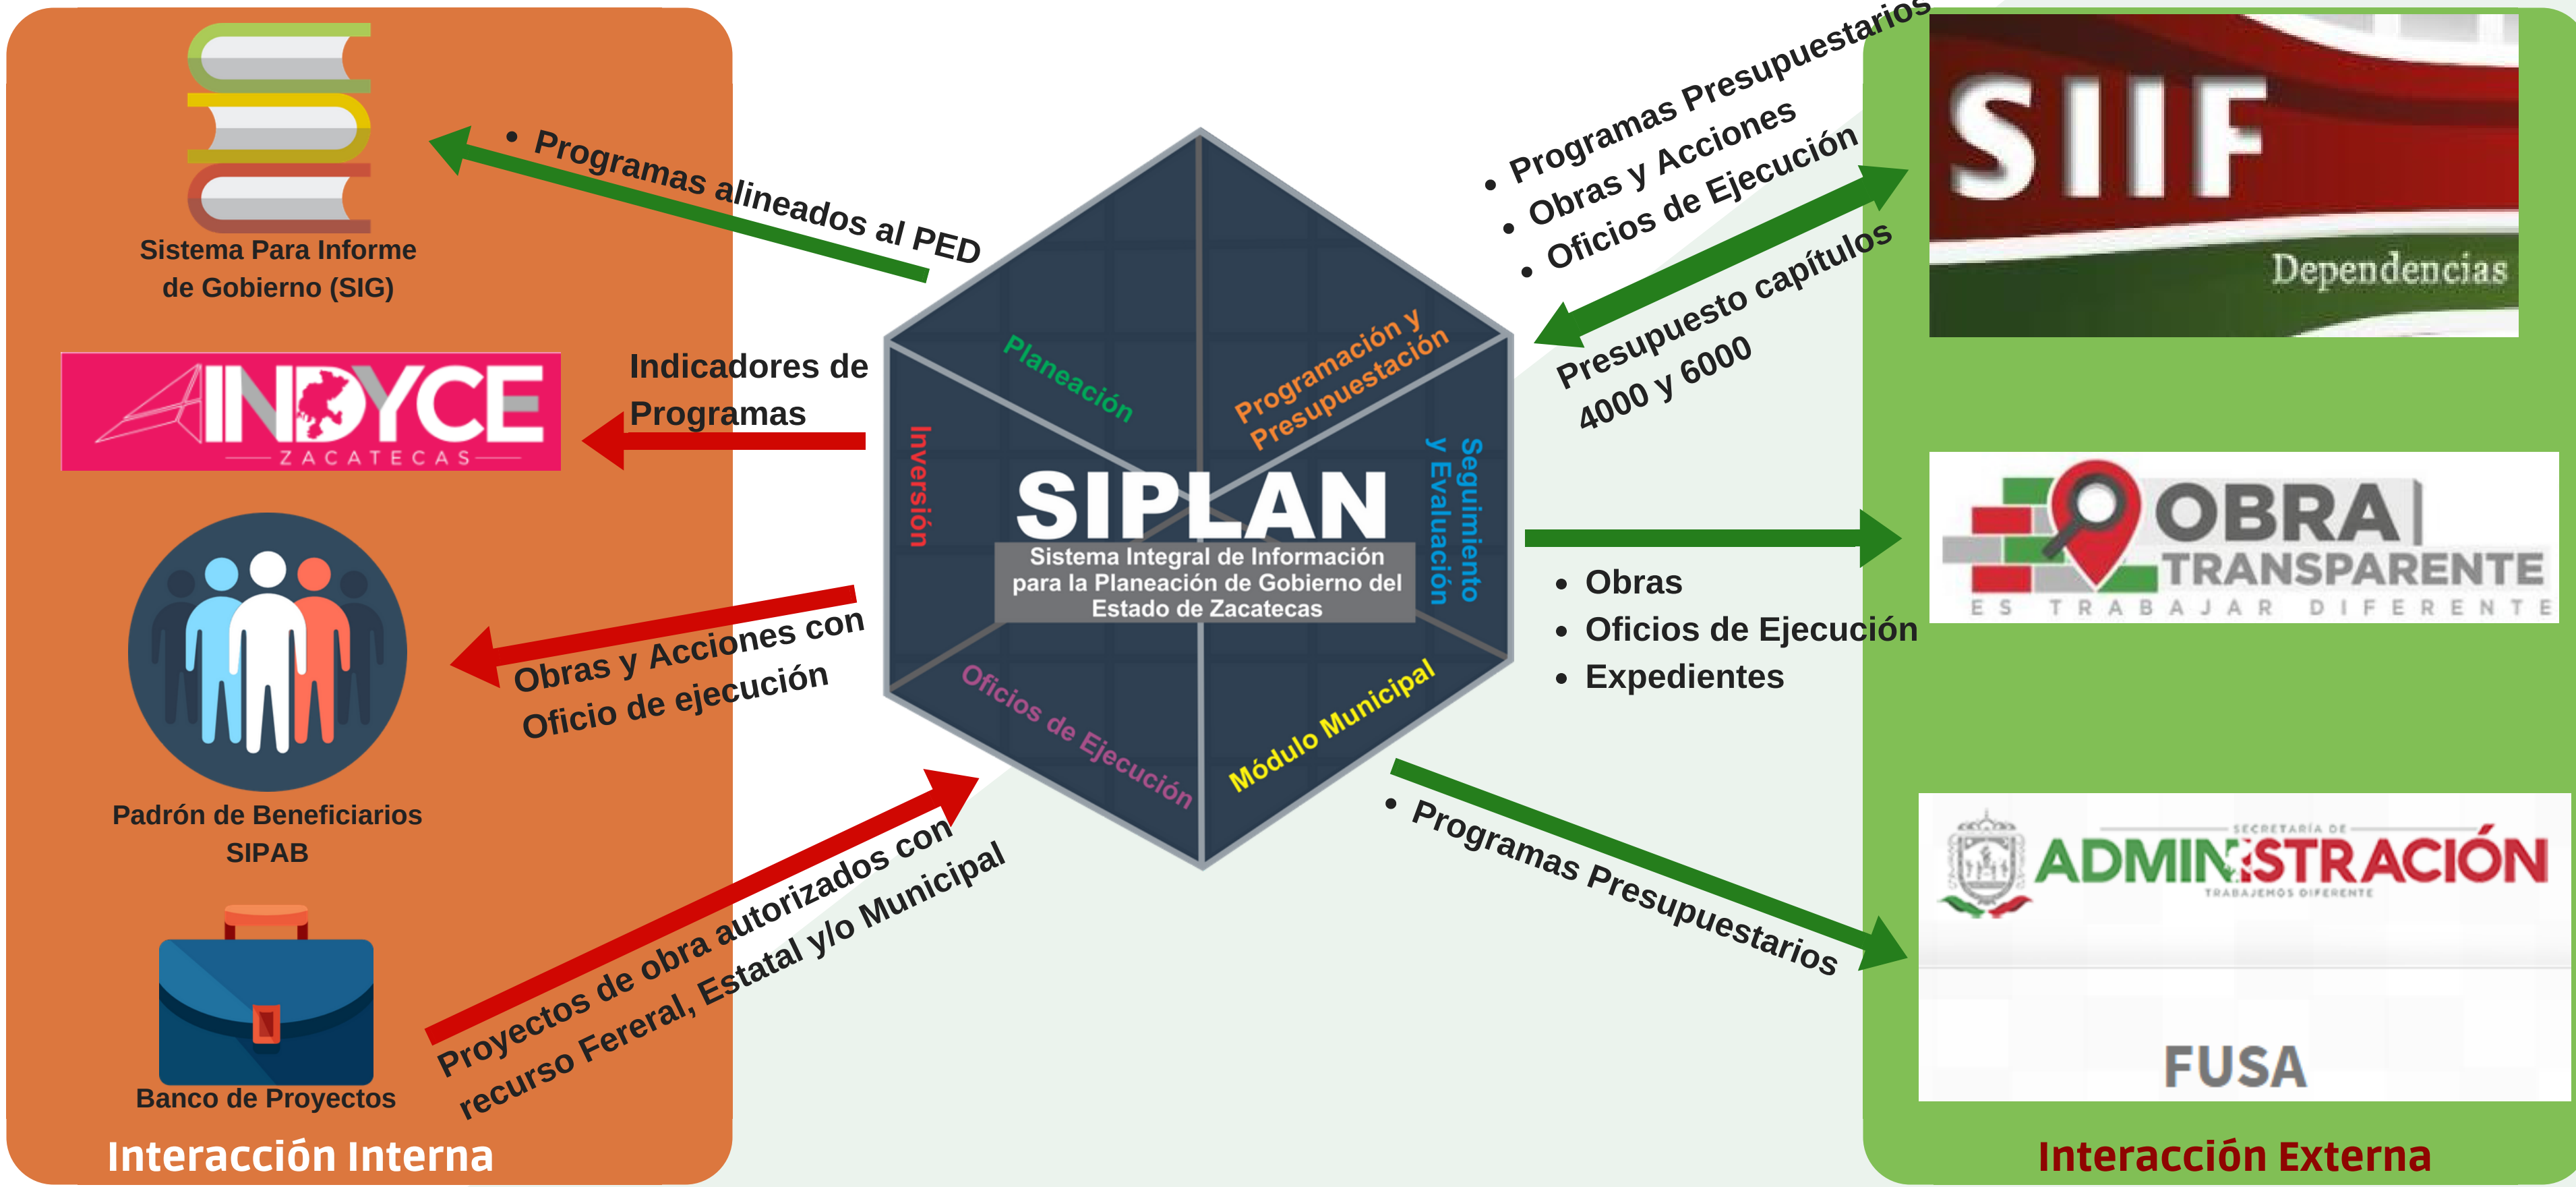 Sistema Para Informe
de Gobierno (SIG)
• Programas alineados al PED
INDYCE
ZACATECAS
Indicadores de
Programas
Obras y Acciones con
Oficio de ejecución
Padrón de Beneficiarios
SIPAB
Proyectos de obra autorizados con
recurso Fereral, Estatal y/o Municipal
Banco de Proyectos
Interacción Interna
Planeación
Programación y
Presupuestación
Inversión
Seguimiento
y Evaluación
SIPLAN
Sistema Integral de Información
para la Planeación de Gobierno del
Estado de Zacatecas
Oficios de Ejecución
Módulo Municipal
• Programas Presupuestarios
• Obras y Acciones
• Oficios de Ejecución
Presupuesto capítulos
4000 y 6000
SIIF
Dependencias
OBRA
TRANSPARENTE
ES TRABAJAR DIFERENTE
• Obras
• Oficios de Ejecución
• Expedientes
• Programas Presupuestarios
SECRETARÍA DE
ADMINISTRACIÓN
TRABAJEMOS DIFERENTE
FUSA
Interacción Externa